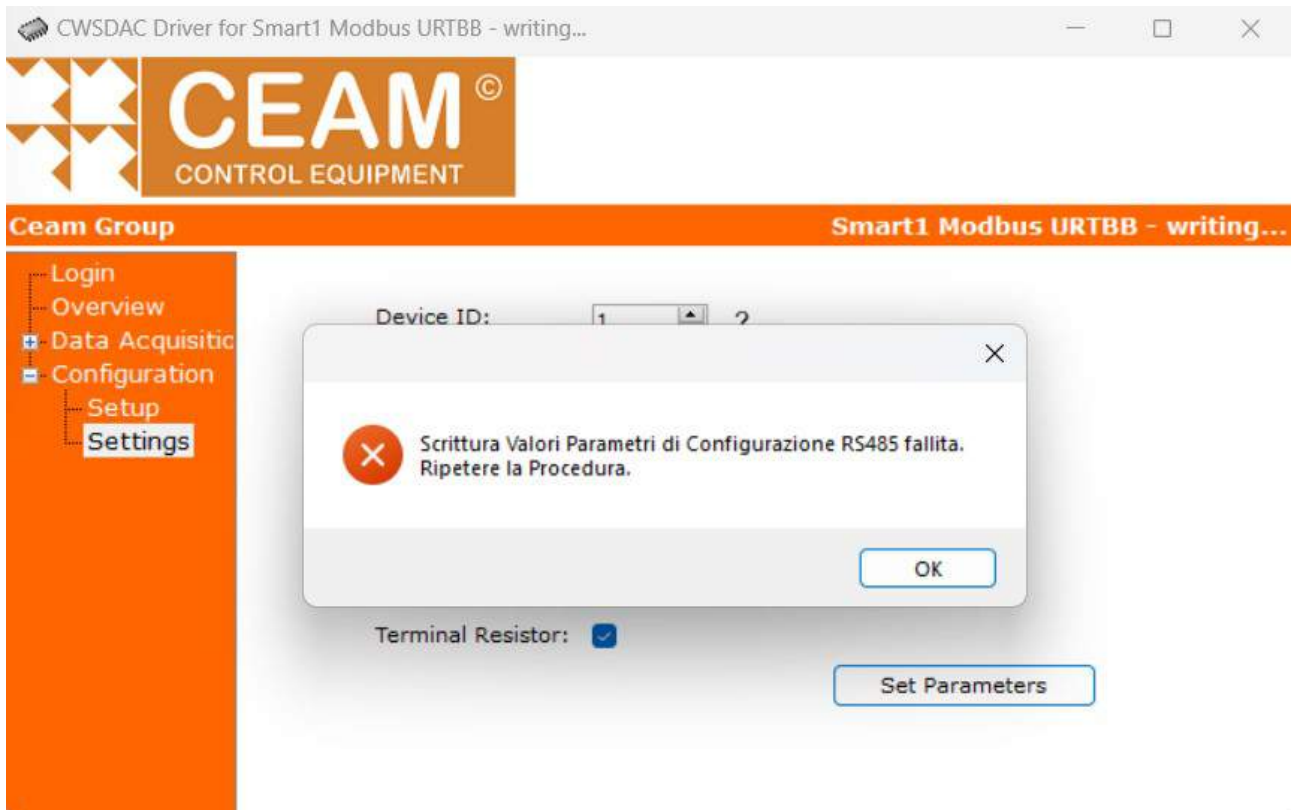 CWSDAC Driver for Smart1 Modbus URTBB - writing...
CEAM ©
CONTROL EQUIPMENT
Ceam Group
Smart1 Modbus URTBB - writing...
Login
Overview
Data Acquisitic
Configuration
Setup
Settings
Device ID: 1 ?
Scrittura Valori Parametri di Configurazione RS485 fallita.
Ripetere la Procedura.
OK
Terminal Resistor:
Set Parameters